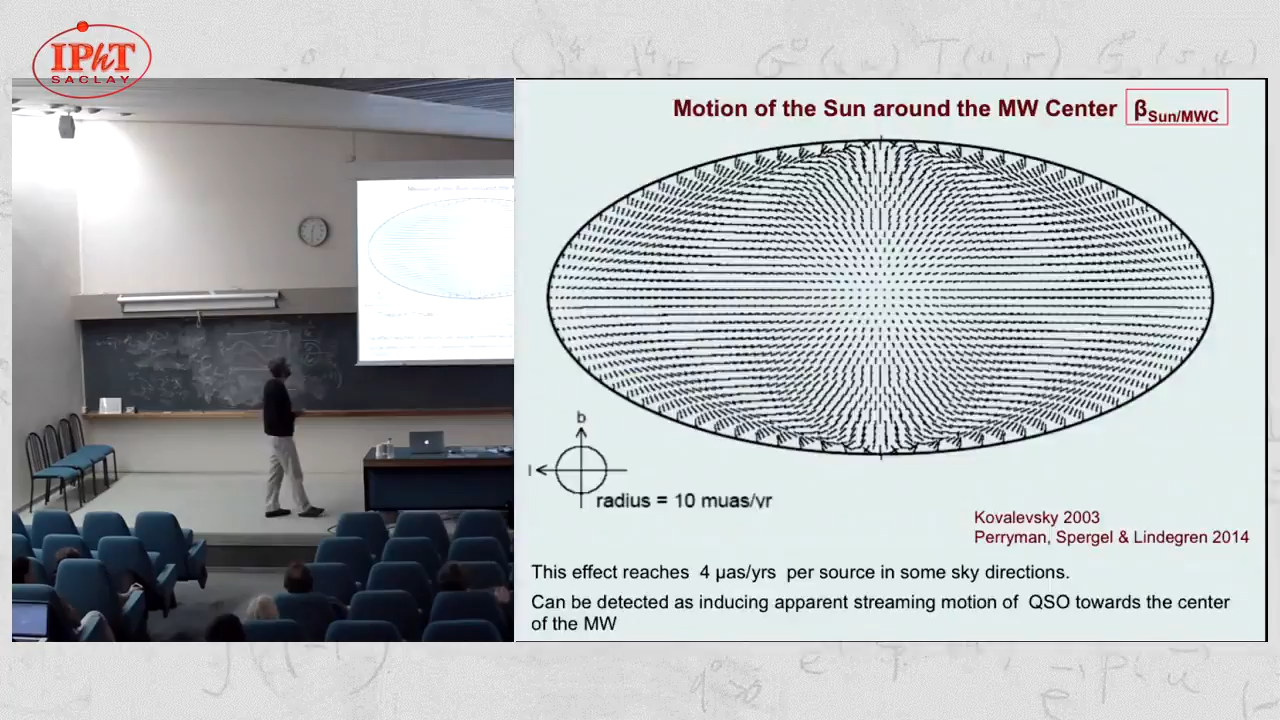 IPhT
SACLAY
Motion of the Sun around the MW Center βSun/MWC
b
l
radius = 10 muas/yr
Kovalevsky 2003
Perryman, Spergel & Lindegren 2014
This effect reaches 4 µas/yrs per source in some sky directions.
Can be detected as inducing apparent streaming motion of QSO towards the center
of the MW